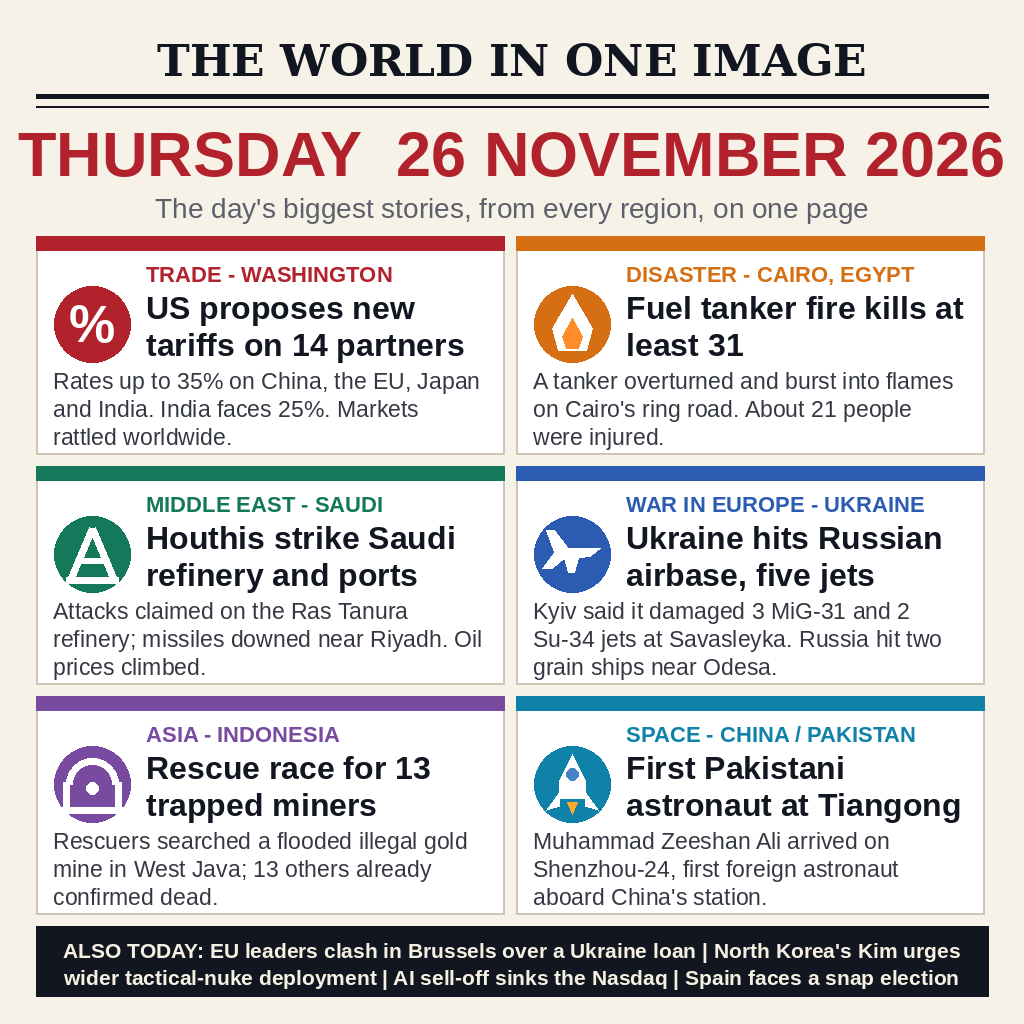 THE WORLD IN ONE IMAGE
THURSDAY 26 NOVEMBER 2026
The day's biggest stories, from every region, on one page
TRADE - WASHINGTON
%
US proposes new
tariffs on 14 partners
Rates up to 35% on China, the EU, Japan
and India. India faces 25%. Markets
rattled worldwide.
DISASTER - CAIRO, EGYPT
Fuel tanker fire kills at
least 31
A tanker overturned and burst into flames
on Cairo's ring road. About 21 people
were injured.
MIDDLE EAST - SAUDI
Houthis strike Saudi
refinery and ports
Attacks claimed on the Ras Tanura
refinery; missiles downed near Riyadh. Oil
prices climbed.
WAR IN EUROPE - UKRAINE
Ukraine hits Russian
airbase, five jets
Kyiv said it damaged 3 MiG-31 and 2
Su-34 jets at Savasleyka. Russia hit two
grain ships near Odesa.
ASIA - INDONESIA
Rescue race for 13
trapped miners
Rescuers searched a flooded illegal gold
mine in West Java; 13 others already
confirmed dead.
SPACE - CHINA / PAKISTAN
First Pakistani
astronaut at Tiangong
Muhammad Zeeshan Ali arrived on
Shenzhou-24, first foreign astronaut
aboard China's station.
ALSO TODAY: EU leaders clash in Brussels over a Ukraine loan | North Korea's Kim urges
wider tactical-nuke deployment | AI sell-off sinks the Nasdaq | Spain faces a snap election